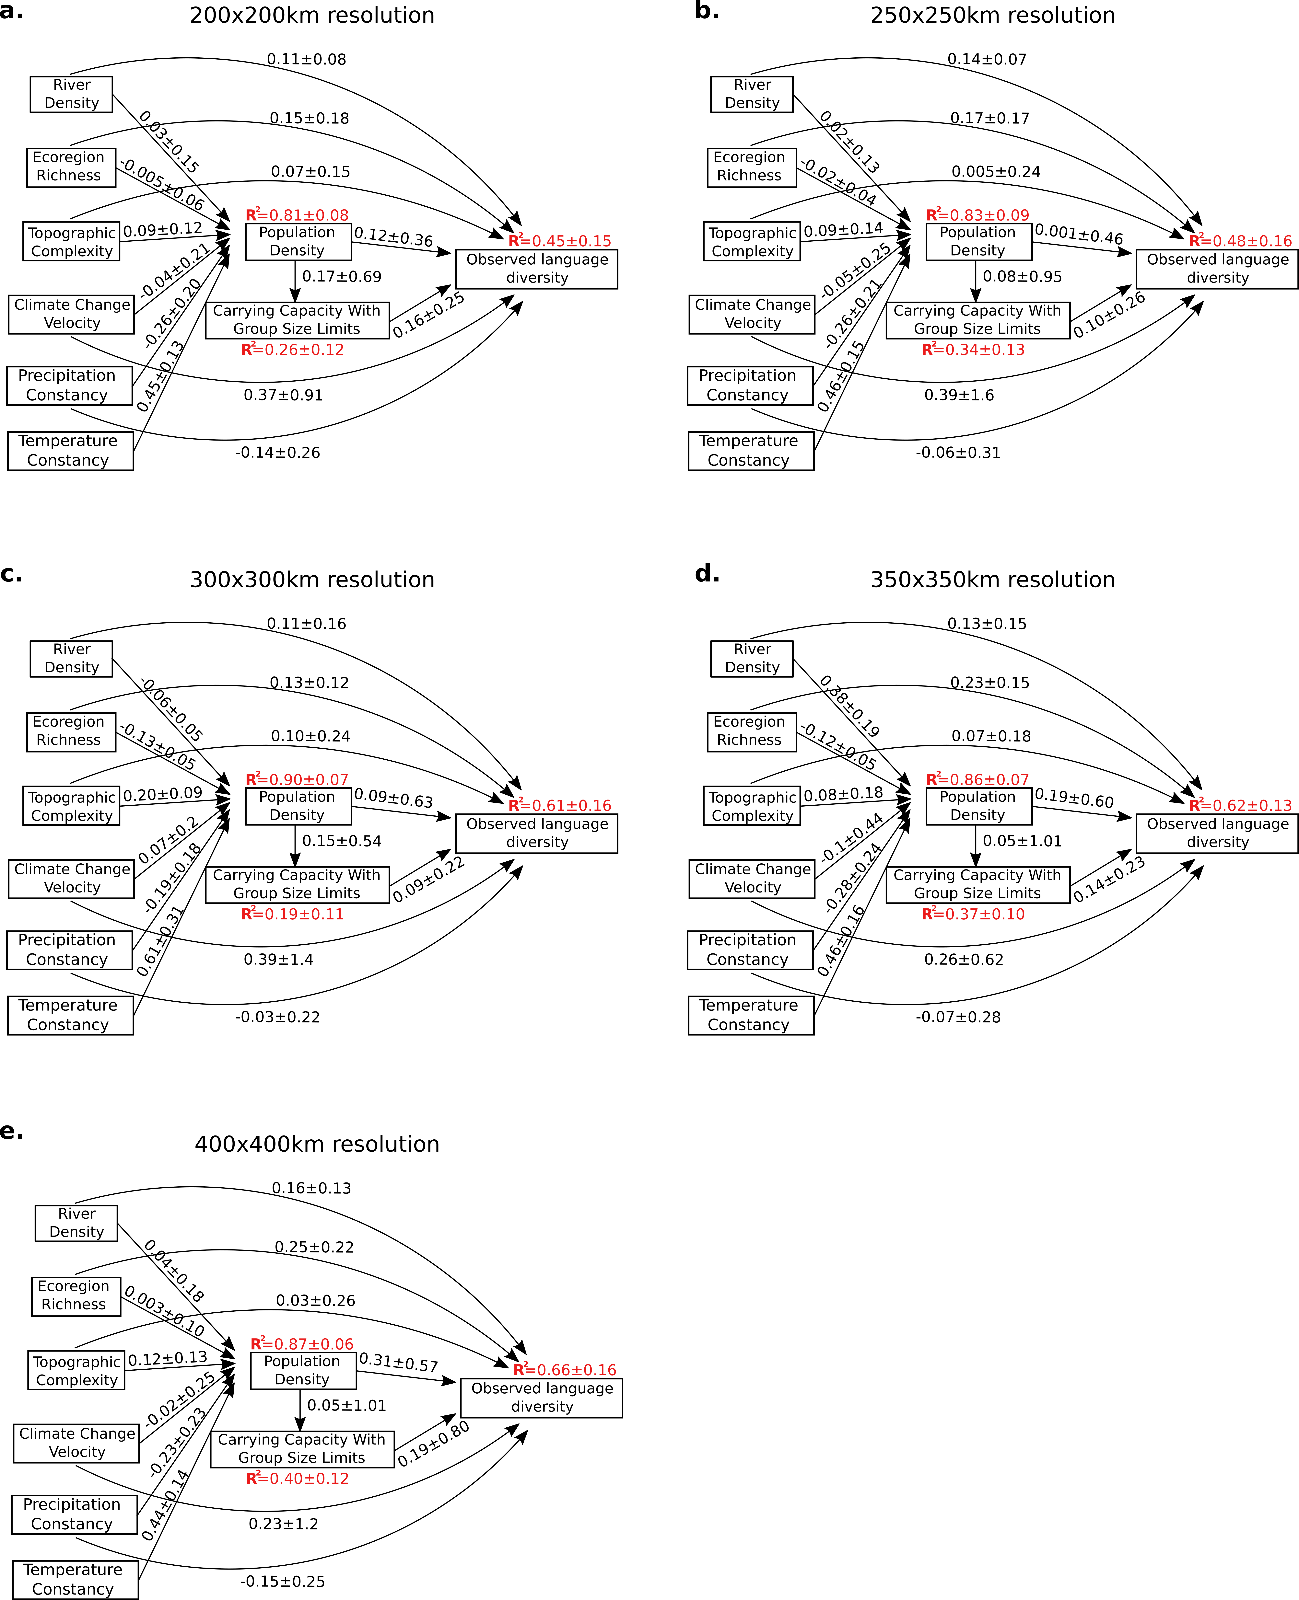 a.
200x200km resolution
0.11±0.08
River
Density
0.03±0.15
0.15±0.18
Ecoregion
Richness
-0.005±0.06
0.07±0.15
R²=0.81±0.08
Topographic
Complexity
0.09±0.12
Population
Density
0.12±0.36
R²=0.45±0.15
Observed language
diversity
-0.04±0.21
0.17±0.69
Climate Change
Velocity
-0.26±0.20
Carrying Capacity With
Group Size Limits
0.16±0.25
R²=0.26±0.12
0.45±0.13
Precipitation
Constancy
0.37±0.91
Temperature
Constancy
-0.14±0.26
b.
250x250km resolution
0.14±0.07
River
Density
0.02±0.13
0.17±0.17
Ecoregion
Richness
-0.02±0.04
0.005±0.24
R²=0.83±0.09
Topographic
Complexity
0.09±0.14
Population
Density
0.001±0.46
R²=0.48±0.16
Observed language
diversity
-0.05±0.25
0.08±0.95
Climate Change
Velocity
-0.26±0.21
Carrying Capacity With
Group Size Limits
0.10±0.26
R²=0.34±0.13
0.46±0.15
Precipitation
Constancy
0.39±1.6
Temperature
Constancy
-0.06±0.31
c.
300x300km resolution
0.11±0.16
River
Density
-0.06±0.05
0.13±0.12
Ecoregion
Richness
-0.13±0.05
0.10±0.24
R²=0.90±0.07
Topographic
Complexity
0.20±0.09
Population
Density
0.09±0.63
R²=0.61±0.16
Observed language
diversity
0.07±0.2
0.15±0.54
Climate Change
Velocity
-0.19±0.18
Carrying Capacity With
Group Size Limits
0.09±0.22
R²=0.19±0.11
0.61±0.31
Precipitation
Constancy
0.39±1.4
Temperature
Constancy
-0.03±0.22
d.
350x350km resolution
0.13±0.15
River
Density
0.38±0.19
0.23±0.15
Ecoregion
Richness
-0.12±0.05
0.07±0.18
R²=0.86±0.07
Topographic
Complexity
0.08±0.18
Population
Density
0.19±0.60
R²=0.62±0.13
Observed language
diversity
-0.1±0.44
0.05±1.01
Climate Change
Velocity
-0.28±0.24
Carrying Capacity With
Group Size Limits
0.14±0.23
R²=0.37±0.10
0.46±0.16
Precipitation
Constancy
0.26±0.62
Temperature
Constancy
-0.07±0.28
e.
400x400km resolution
0.16±0.13
River
Density
0.04±0.18
0.25±0.22
Ecoregion
Richness
0.003±0.10
0.03±0.26
R²=0.87±0.06
Topographic
Complexity
0.12±0.13
Population
Density
0.31±0.57
R²=0.66±0.16
Observed language
diversity
-0.02±0.25
0.05±1.01
Climate Change
Velocity
-0.23±0.23
Carrying Capacity With
Group Size Limits
0.19±0.80
R²=0.40±0.12
0.44±0.14
Precipitation
Constancy
0.23±1.2
Temperature
Constancy
-0.15±0.25